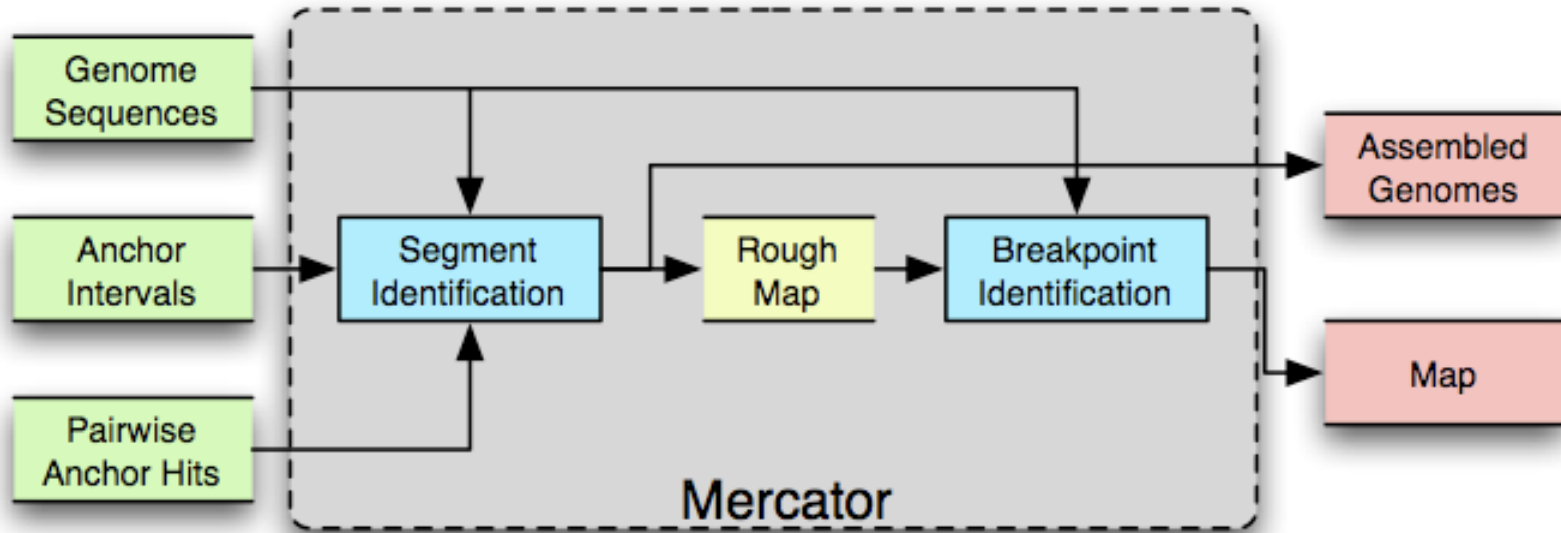 Genome
Sequences
Anchor
Intervals
Pairwise
Anchor Hits
Segment
Identification
Rough
Map
Breakpoint
Identification
Mercator
Assembled
Genomes
Map